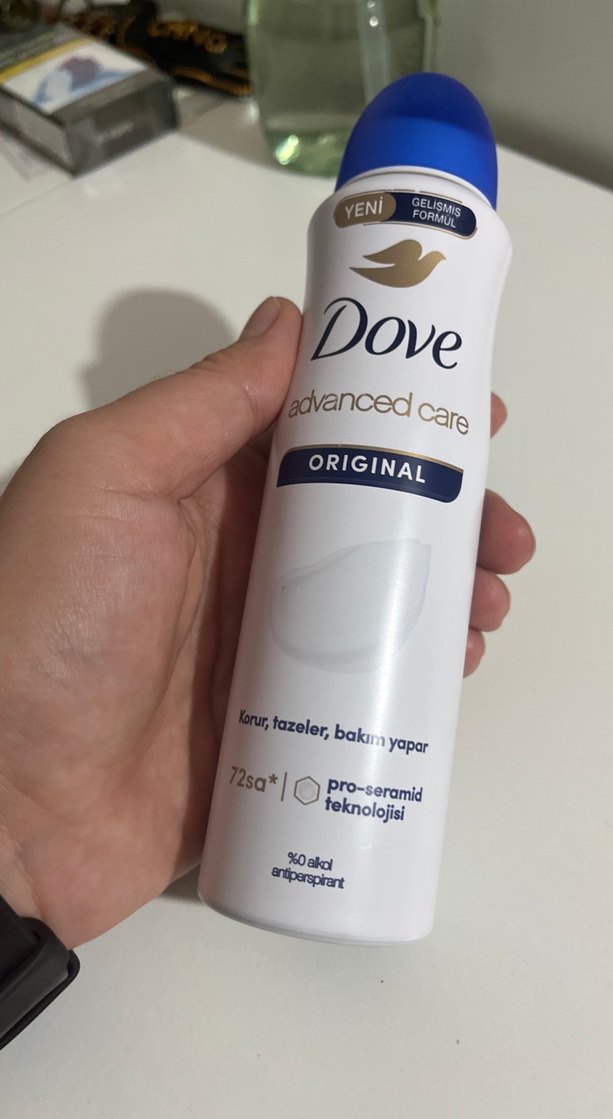 YENİ
GELİŞMİŞ
FORMÜL
Dove
advanced care
ORIGINAL
Korur, tazeler, bakım yapar
72sa*
pro-seramid
teknolojisi
%0 alkol
antiperspirant